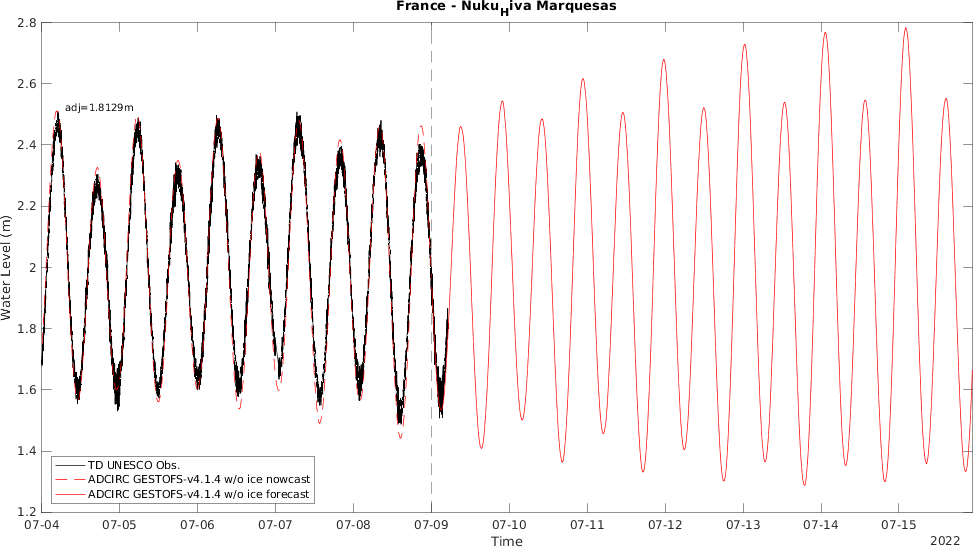 France - Nuku Hiva Marquesas
2.8
2.6
2.4
2.2
2
1.8
1.6
1.4
1.2
Water Level (m)
adj=1.8129m
TD UNESCO Obs.
ADCIRC GESTOFS-v4.1.4 w/o ice nowcast
ADCIRC GESTOFS-v4.1.4 w/o ice forecast
07-04 07-05 07-06 07-07 07-08 07-09 07-10 07-11 07-12 07-13 07-14 07-15
Time
2022